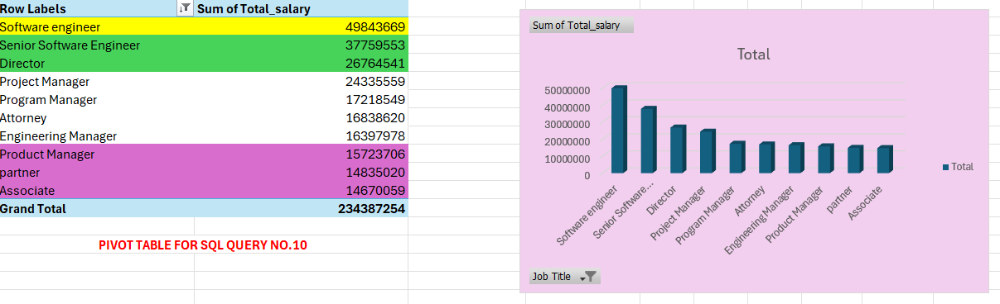 Row Labels Sum of Total_salary
Software engineer 49843669
Senior Software Engineer 37759553
Director 26764541
Project Manager 24335559
Program Manager 17218549
Attorney 16838620
Engineering Manager 16397978
Product Manager 15723706
partner 14835020
Associate 14670059
Grand Total 234387254
PIVOT TABLE FOR SQL QUERY NO.10
Sum of Total_salary
Total
50000000
40000000
30000000
20000000
10000000
0
Software engineer
Senior Software...
Director
Project Manager
Program Manager
Attorney
Engineering Manager
Product Manager
partner
Associate
Total
Job Title